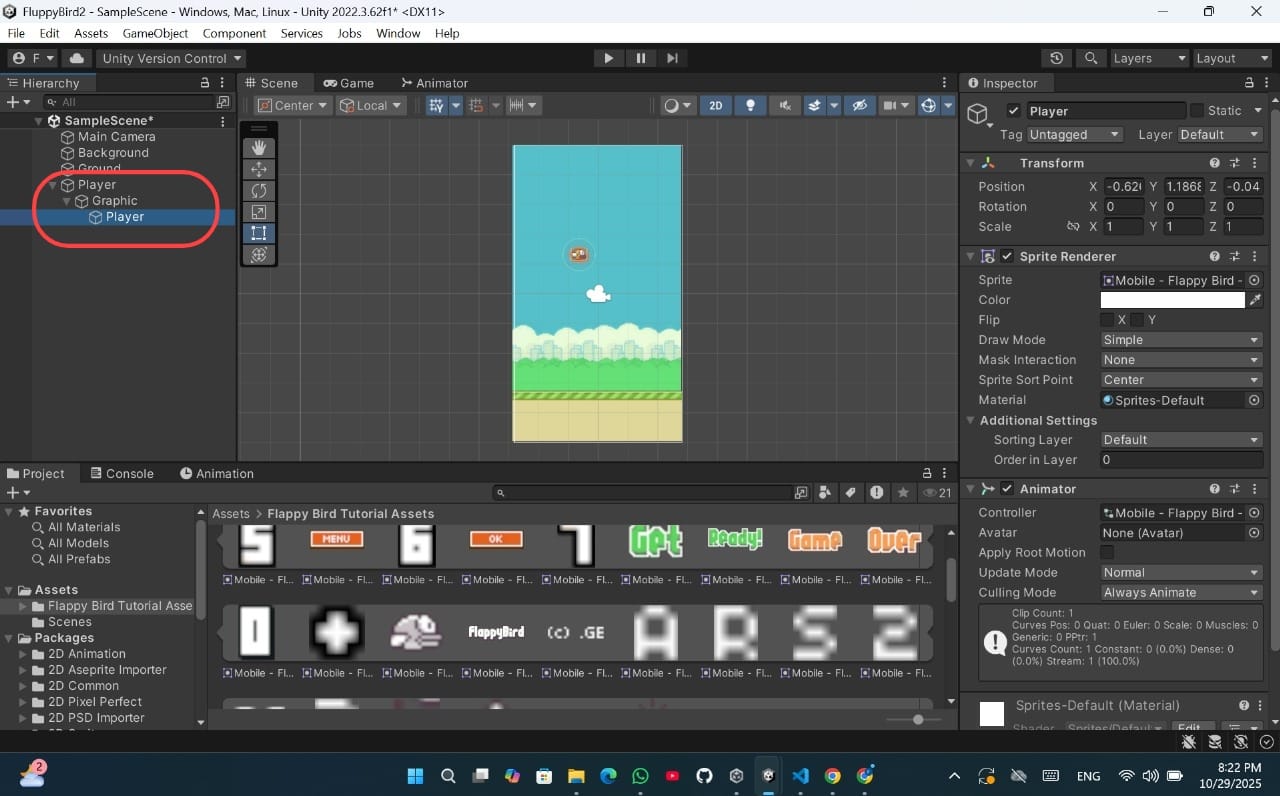 FluppyBird2 - SampleScene - Windows, Mac, Linux - Unity 2022.3.62f1* <DX11>
File Edit Assets GameObject Component Services Jobs Window Help
F Unity Version Control Layers Layout
Hierarchy
All
SampleScene*
Main Camera
Background
Ground
Player
Graphic
Player
Scene Game Animator
Center Local 2D
Inspector
Player Static
Tag Untagged Layer Default
Transform
Position X -0.62 Y 1.1868 Z -0.04
Rotation X 0 Y 0 Z 0
Scale X 1 Y 1 Z 1
Sprite Renderer
Sprite Mobile - Flappy Bird -
Color
Flip X Y
Draw Mode Simple
Mask Interaction None
Sprite Sort Point Center
Material Sprites-Default
Additional Settings
Sorting Layer Default
Order in Layer 0
Animator
Controller Mobile - Flappy Bird -
Avatar None (Avatar)
Apply Root Motion
Update Mode Normal
Culling Mode Always Animate
Clip Count: 1
Curves Pos: 0 Quat: 0 Euler: 0 Scale: 0 Muscles: 0
Generic: 0 PPtr: 1
Curves Count: 1 Constant: 0 (0.0%) Dense: 0
(0.0%) Stream: 1 (100.0%)
Sprites-Default (Material)
Shader Sprites/Default Edit
Project Console Animation
21
Favorites
All Materials
All Models
All Prefabs
Assets
Flappy Bird Tutorial Asse
Scenes
Packages
2D Animation
2D Aseprite Importer
2D Common
2D Pixel Perfect
2D PSD Importer
Assets > Flappy Bird Tutorial Assets
5 MENU 6 OK 7 Get Ready! Game Over
Mobile - Fl... Mobile - Fl... Mobile - Fl... Mobile - Fl... Mobile - Fl... Mobile - Fl... Mobile - Fl... Mobile - Fl... Mobile - Fl...
FlappyBird (c) .GE A R S Z
Mobile - Fl... Mobile - Fl... Mobile - Fl... Mobile - Fl... Mobile - Fl... Mobile - Fl... Mobile - Fl... Mobile - Fl... Mobile - Fl...
2
ENG
8:22 PM
10/29/2025